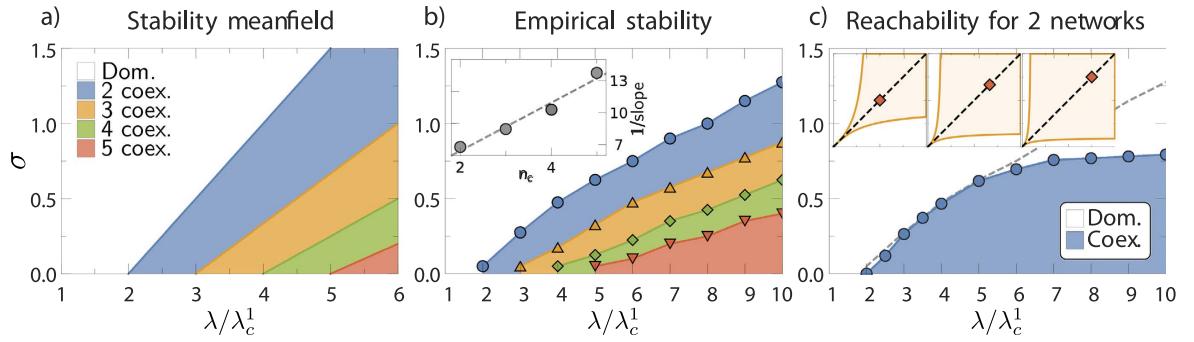 a) Stability meanfield
σ
1.5
1.0
0.5
0.0
Dom.
2 coex.
3 coex.
4 coex.
5 coex.
1 2 3 4 5 6
λ/λ_c^1
b) Empirical stability
1.5
1.0
0.5
0.0
13
10
7
1/slope
2 4
n_c
1 2 3 4 5 6 7 8 9 10
λ/λ_c^1
c) Reachability for 2 networks
1.5
1.0
0.5
0.0
Dom.
Coex.
1 2 3 4 5 6 7 8 9 10
λ/λ_c^1